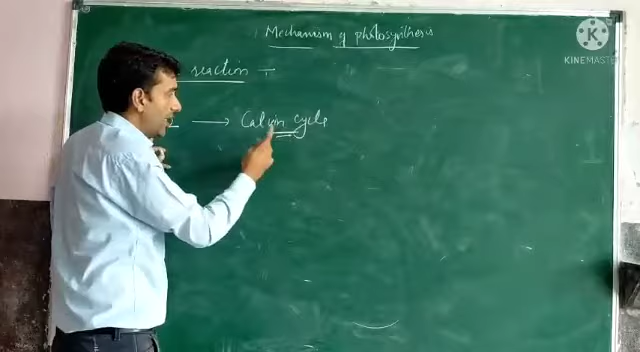 Mechanism of photosynthesis
reaction :-
→ Calvin cycle
K
KINEMASTER